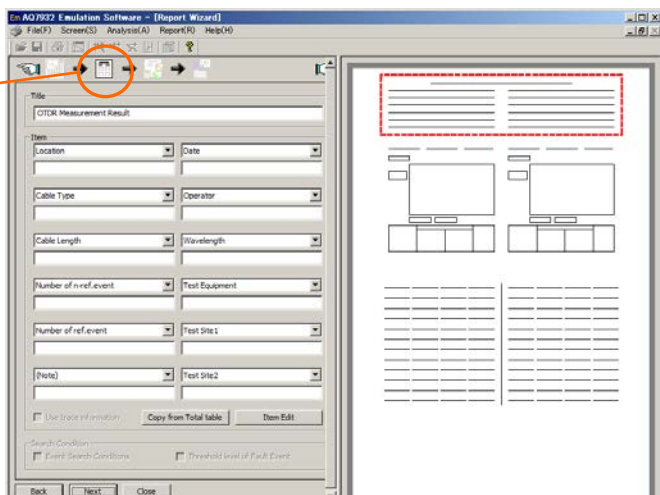 En AQ7932 Emulation Software - [Report Wizard]
File(F) Screen(S) Analysis(A) Report(R) Help(H)
Title
OTDR Measurement Result
Item
Location Date
Cable Type Operator
Cable Length Wavelength
Number of n-ref.event Test Equipment
Number of ref.event Test Site1
(Note) Test Site2
Use trace information Copy from Total table Item Edit
Search Condition
Event Search Conditions Threshold level of Fault Event
Back Next Close